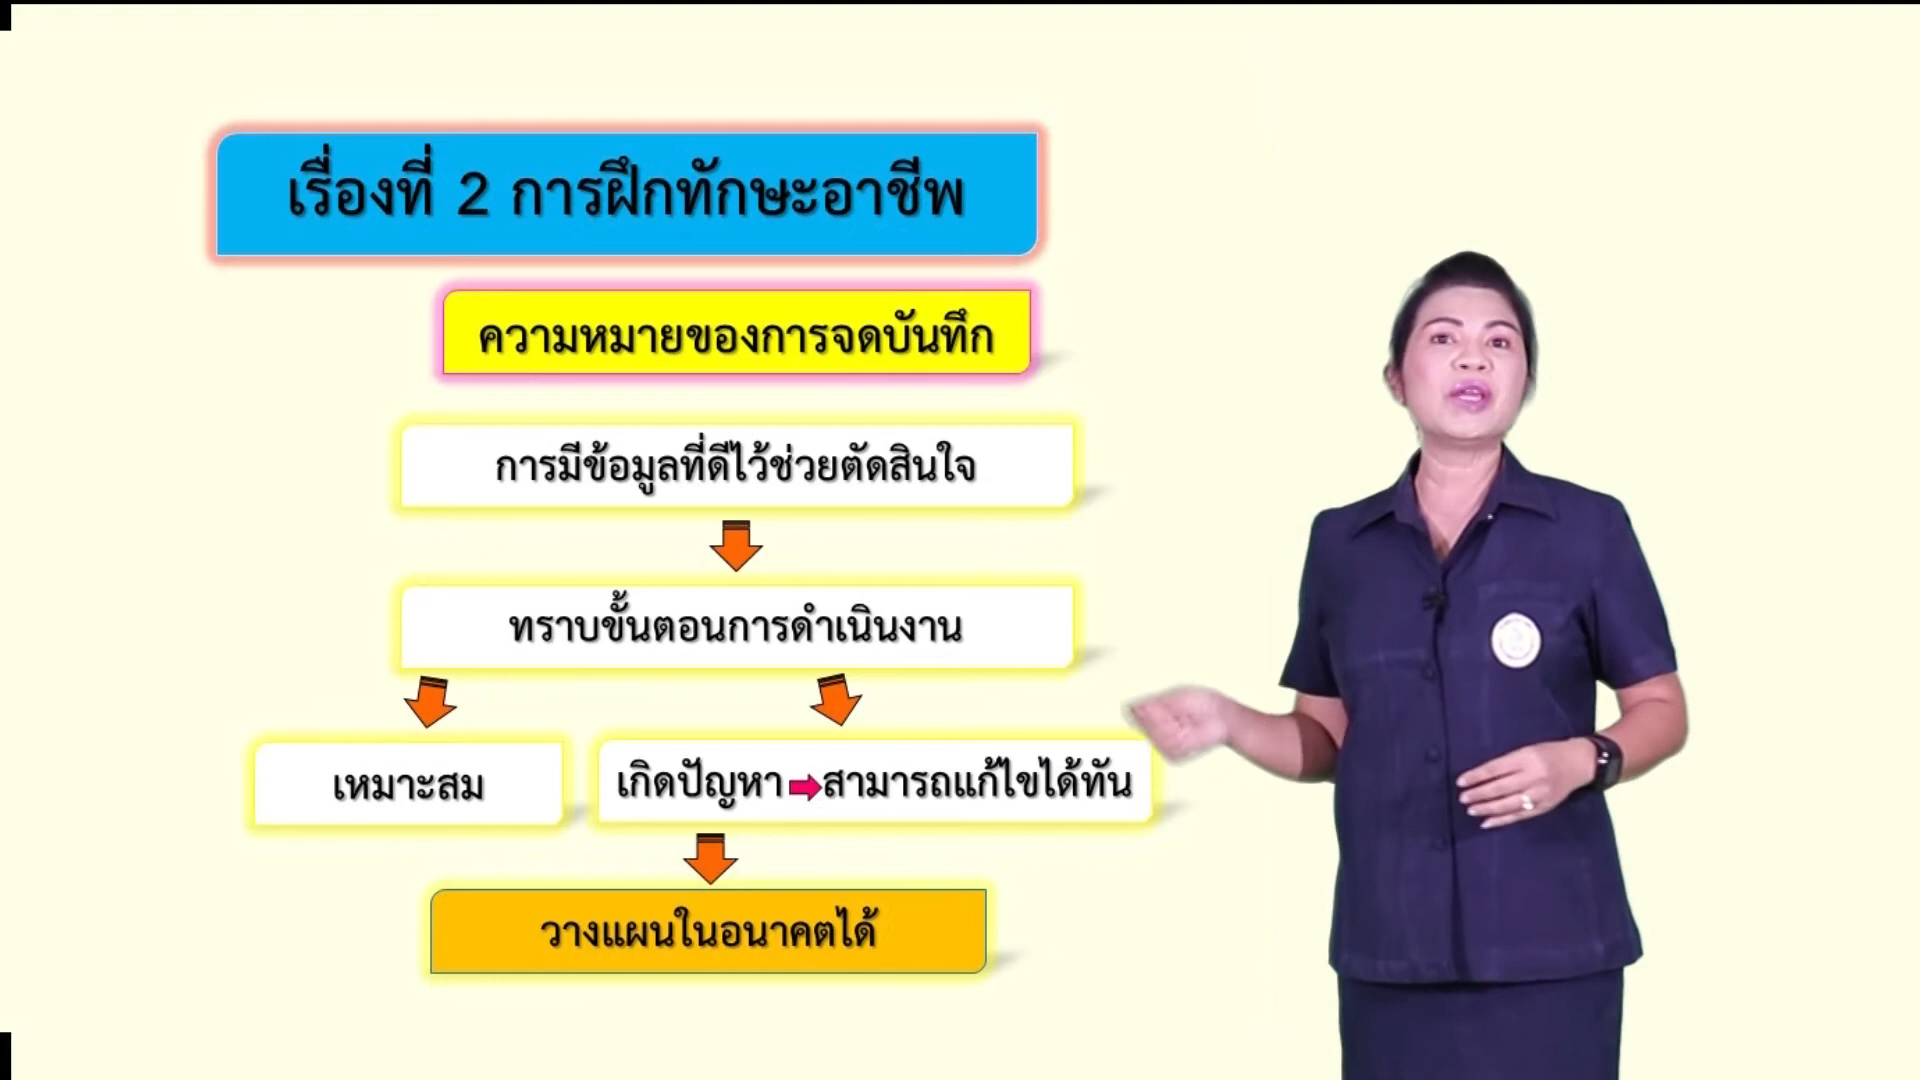 เรื่องที่ 2 การฝึกทักษะอาชีพ
ความหมายของการจดบันทึก
การมีข้อมูลที่ดีไว้ช่วยตัดสินใจ
ทราบขั้นตอนการดำเนินงาน
เหมาะสม
เกิดปัญหา สามารถแก้ไขได้ทัน
วางแผนในอนาคตได้